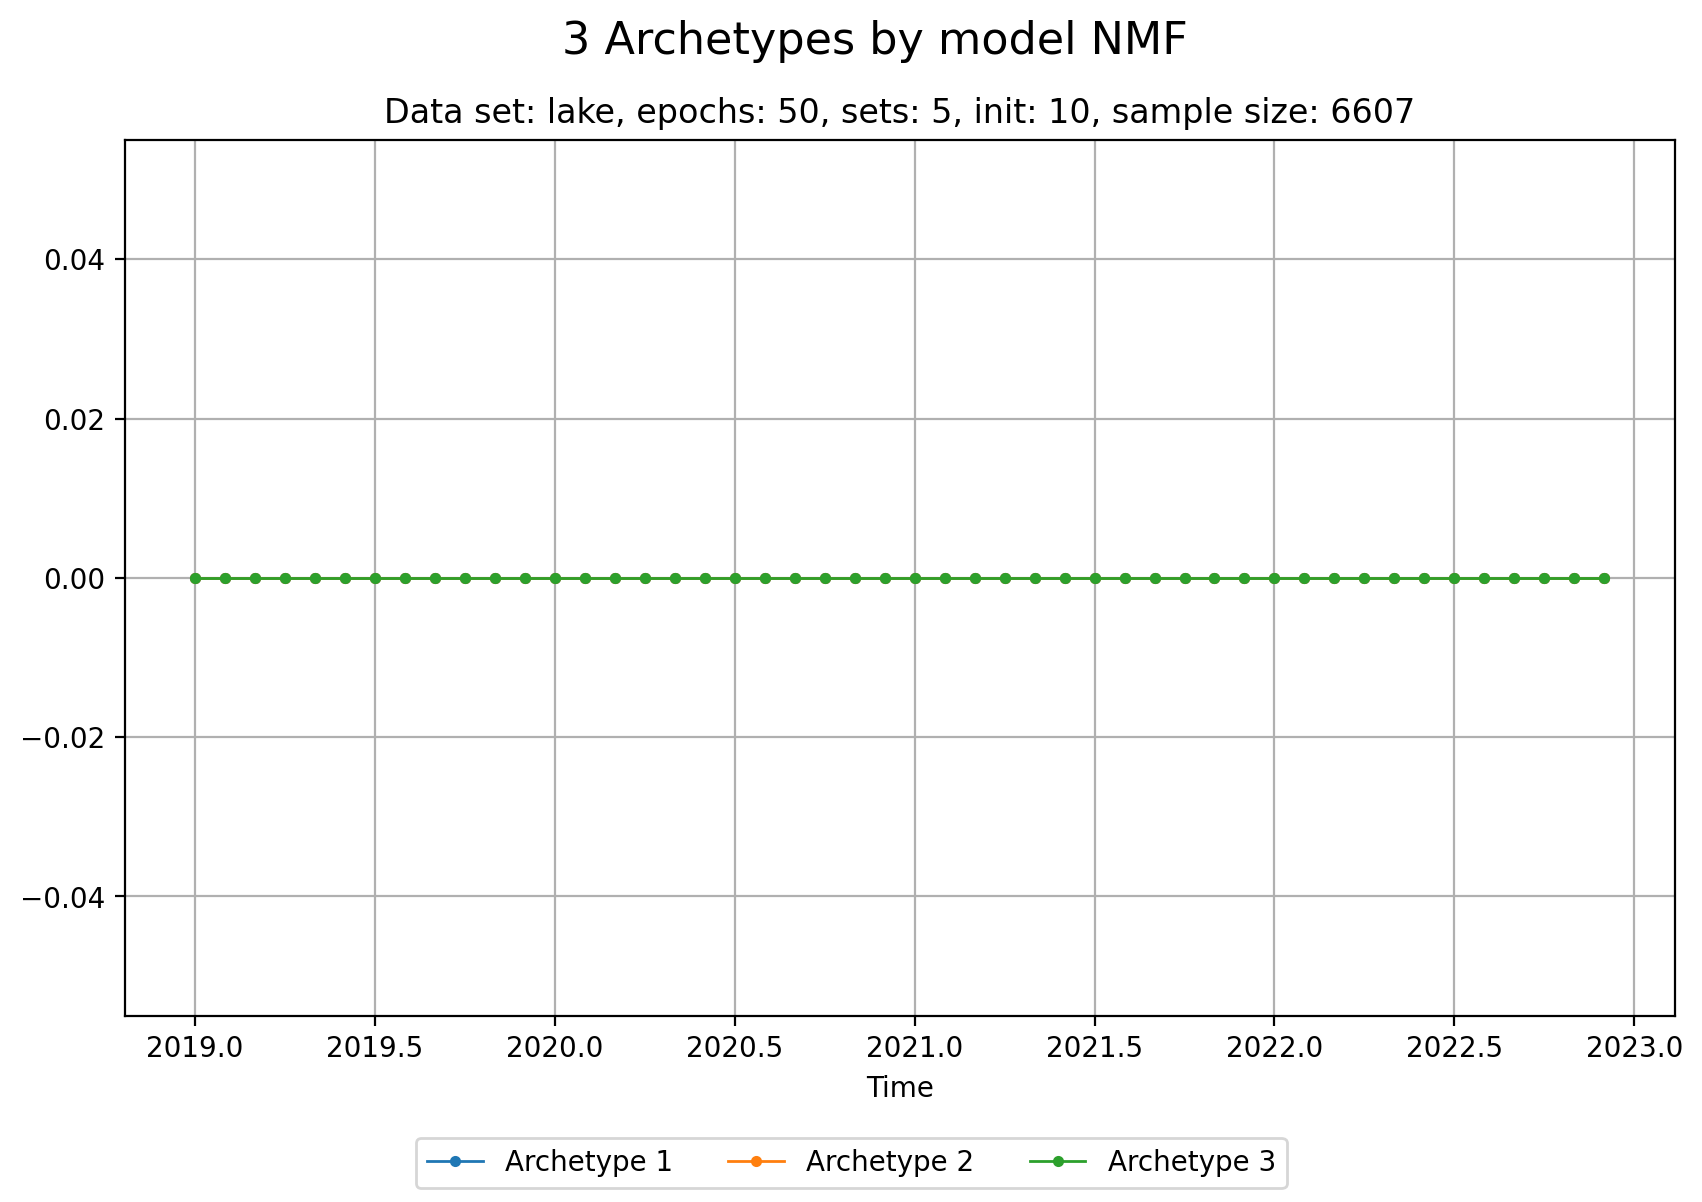 3 Archetypes by model NMF
Data set: lake, epochs: 50, sets: 5, init: 10, sample size: 6607
0.04
0.02
0.00
−0.02
−0.04
2019.0 2019.5 2020.0 2020.5 2021.0 2021.5 2022.0 2022.5 2023.0
Time
Archetype 1 Archetype 2 Archetype 3